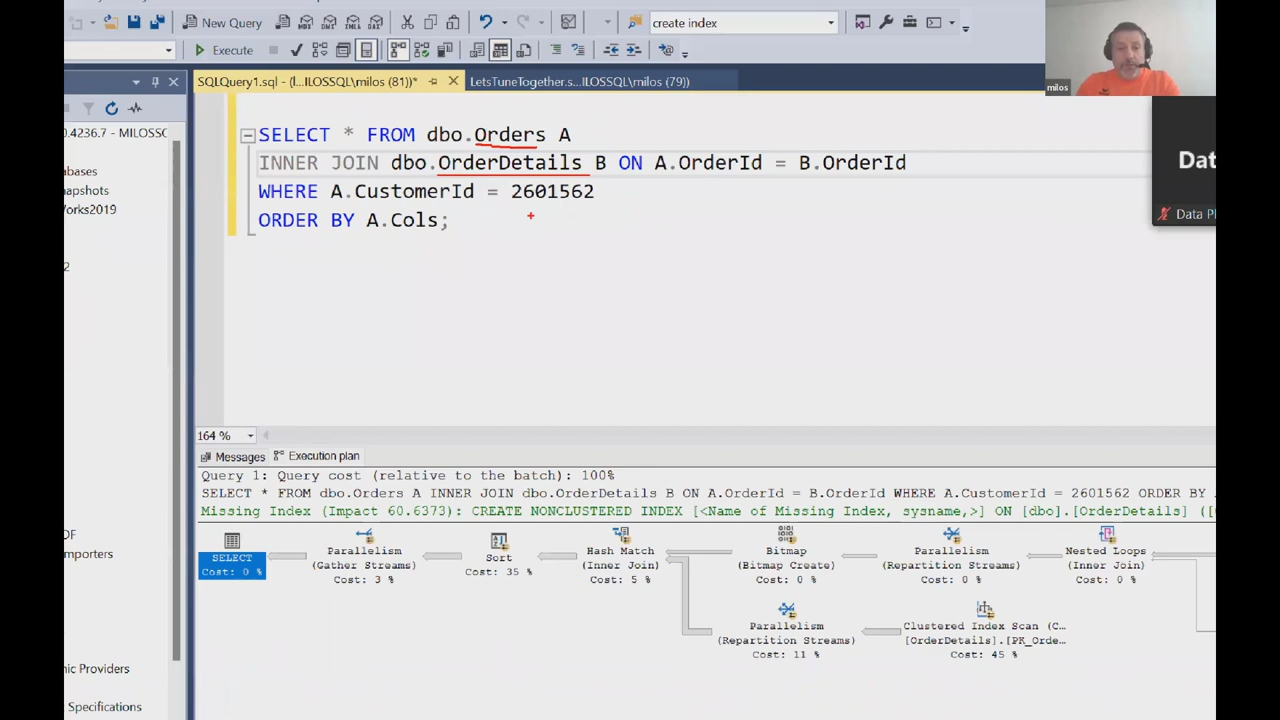 New Query
MDX DMX XMLA DAX
create index
Execute
SQLQuery1.sql - (l...ILOSSQL\milos (81))*
LetsTuneTogether.s...ILOSSQL\milos (79))
milos
0.4236.7 - MILOSSC
abases
apshots
Works2019
2
DF
mporters
nic Providers
Specifications
SELECT * FROM dbo.Orders A
INNER JOIN dbo.OrderDetails B ON A.OrderId = B.OrderId
WHERE A.CustomerId = 2601562
ORDER BY A.Cols;
Dat
Data Pl
164 %
Messages
Execution plan
Query 1: Query cost (relative to the batch): 100%
SELECT * FROM dbo.Orders A INNER JOIN dbo.OrderDetails B ON A.OrderId = B.OrderId WHERE A.CustomerId = 2601562 ORDER BY
Missing Index (Impact 60.6373): CREATE NONCLUSTERED INDEX [<Name of Missing Index, sysname,>] ON [dbo].[OrderDetails] ([
SELECT
Cost: 0 %
Parallelism
(Gather Streams)
Cost: 3 %
Sort
Cost: 35 %
Hash Match
(Inner Join)
Cost: 5 %
Bitmap
(Bitmap Create)
Cost: 0 %
Parallelism
(Repartition Streams)
Cost: 0 %
Nested Loops
(Inner Join)
Cost: 0 %
Parallelism
(Repartition Streams)
Cost: 11 %
Clustered Index Scan (C...
[OrderDetails].[PK_Orde...
Cost: 45 %